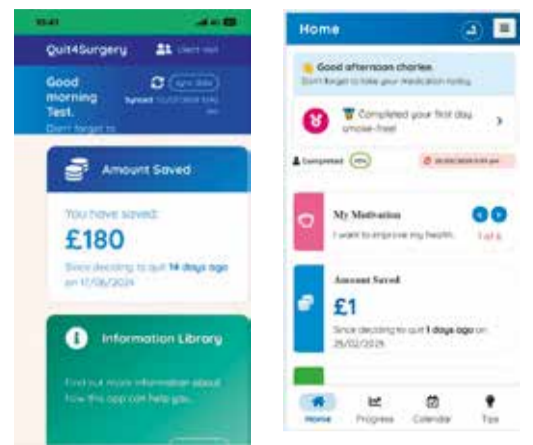 Quit4Surgery
Good
morning
Test.
Don't forget to
Amount Saved
You have saved:
£180
Since deciding to quit 14 days ago
on 17/06/2024
Information Library
Find out more information about
how this app can help you.
Home
Good afternoon charles
Don't forget to take your medication today
Completed your first day
smoke-free!
Completed
My Motivation
I want to improve my health.
1 of 6
Amount Saved
£1
Since deciding to quit 1 days ago on
Home Progress Calendar Tips